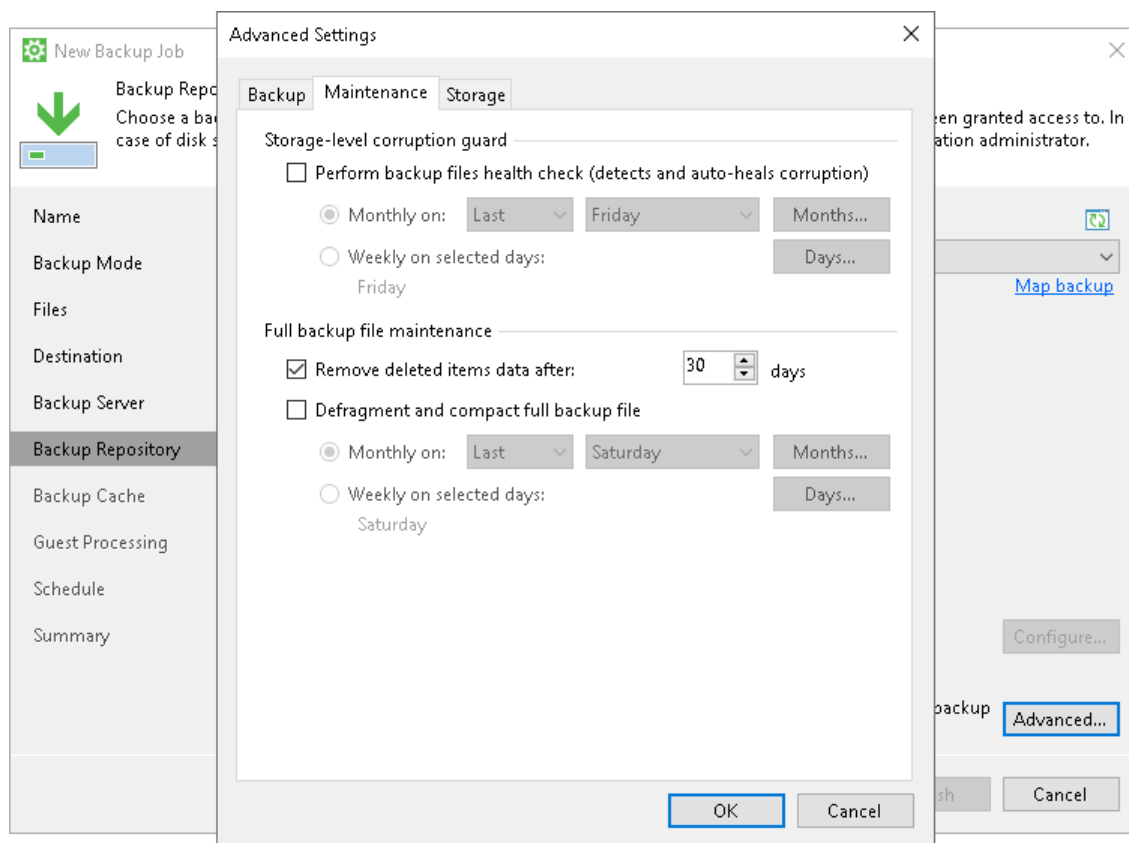 New Backup Job
Advanced Settings
Backup Repo
Choose a ba
case of disk s
en granted access to. In
ation administrator.
Name
Backup Mode
Files
Destination
Backup Server
Backup Repository
Backup Cache
Guest Processing
Schedule
Summary
Backup Maintenance Storage
Storage-level corruption guard
Perform backup files health check (detects and auto-heals corruption)
Monthly on: Last Friday Months...
Weekly on selected days: Days...
Friday
Full backup file maintenance
Remove deleted items data after: 30 days
Defragment and compact full backup file
Monthly on: Last Saturday Months...
Weekly on selected days: Days...
Saturday
OK Cancel
Map backup
Configure...
backup Advanced...
sh Cancel